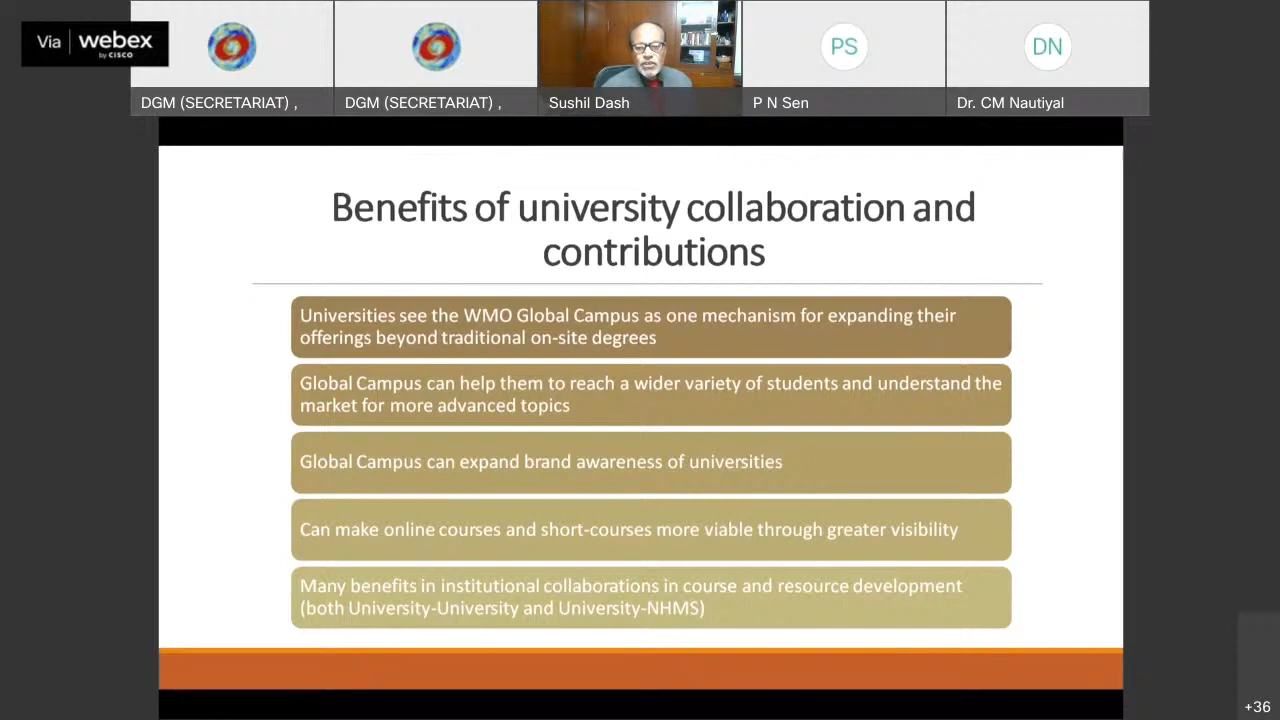 Via webex
by CISCO
PS
DN
DGM (SECRETARIAT) ,
DGM (SECRETARIAT) ,
Sushil Dash
P N Sen
Dr. CM Nautiyal
Benefits of university collaboration and
contributions
Universities see the WMO Global Campus as one mechanism for expanding their
offerings beyond traditional on-site degrees
Global Campus can help them to reach a wider variety of students and understand the
market for more advanced topics
Global Campus can expand brand awareness of universities
Can make online courses and short-courses more viable through greater visibility
Many benefits in institutional collaborations in course and resource development
(both University-University and University-NHMS)
+36